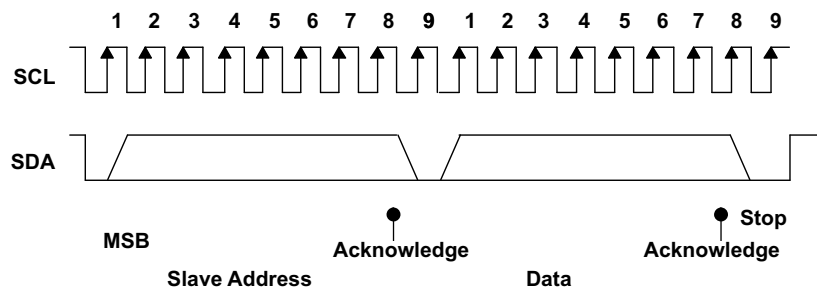 1 2 3 4 5 6 7 8 9 1 2 3 4 5 6 7 8 9
SCL
SDA
Stop
MSB
Acknowledge Acknowledge
Slave Address Data